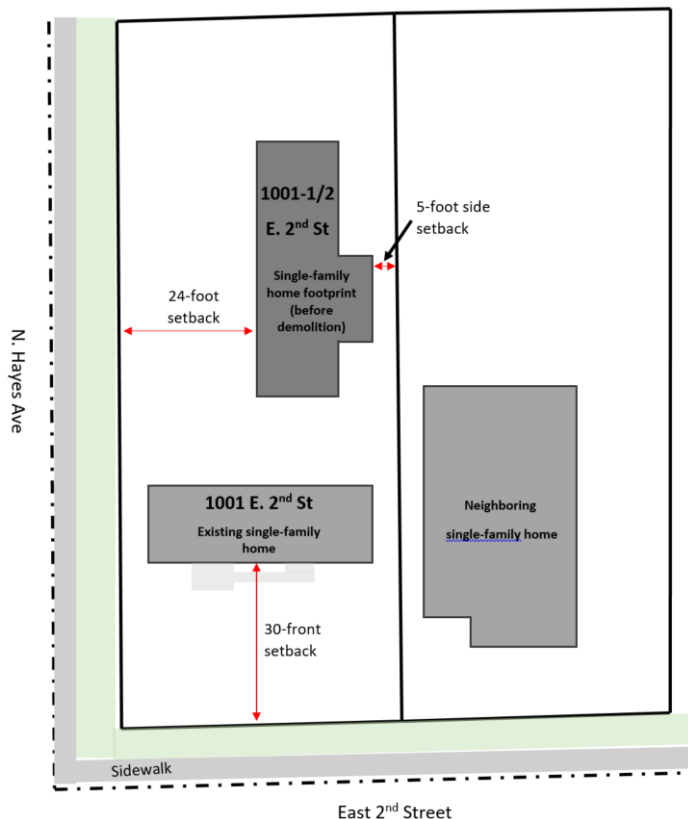 1001-1/2
E. 2nd St
5-foot side
setback
Single-family
home footprint
(before
demolition)
24-foot
setback
N. Hayes Ave
1001 E. 2nd St
Existing single-family
home
Neighboring
single-family home
30-front
setback
Sidewalk
East 2nd Street